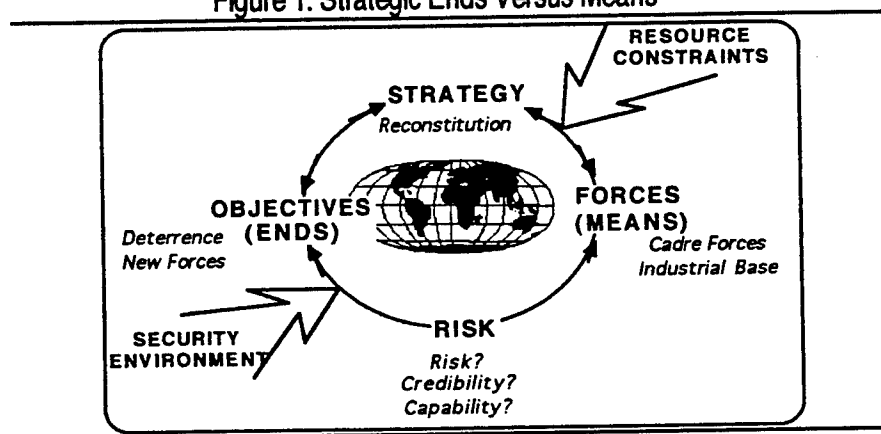 Figure 1. Strategic Ends Versus Means
RESOURCE
CONSTRAINTS
STRATEGY
Reconstitution
OBJECTIVES
(ENDS)
Deterrence
New Forces
FORCES
(MEANS)
Cadre Forces
Industrial Base
SECURITY
ENVIRONMENT
RISK
Risk?
Credibility?
Capability?